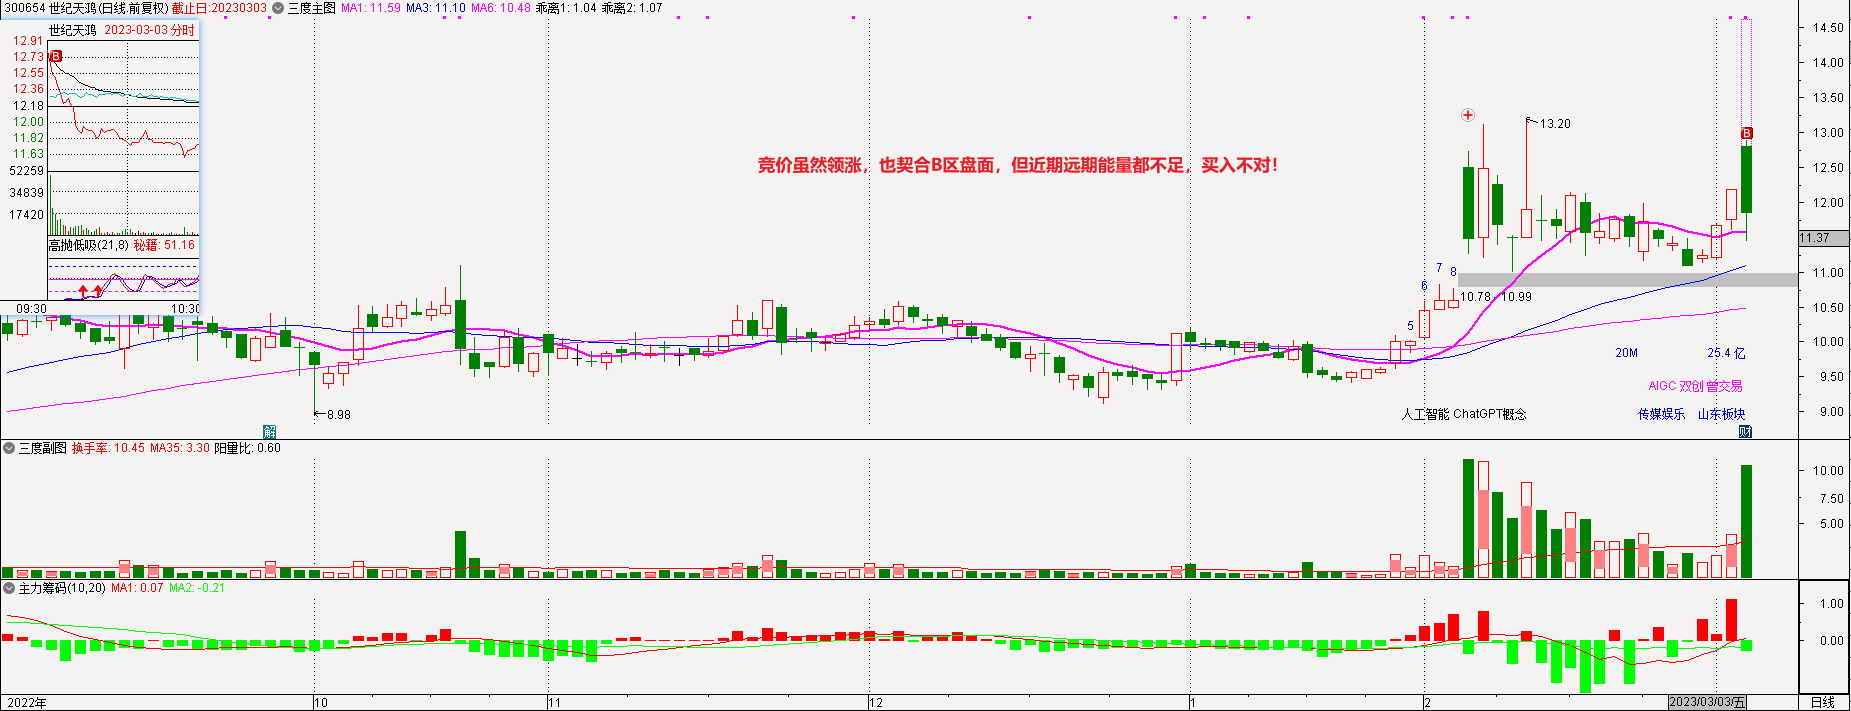 300654 世纪天鸿(日线.前复权) 截止日:20230303 三度主图 MA1: 11.59 MA3: 11.10 MA6: 10.48 乖离1: 1.04 乖离2: 1.07
世纪天鸿 2023-03-03 分时
12.91
12.73
12.55
12.36
12.18
12.00
11.82
11.63
B
52259
34839
17420
高抛低吸(21,8) 秘籍: 51.16
09:30 10:30
竞价虽然领涨，也契合B区盘面，但近期远期能量都不足，买入不对！
13.20
B
14.50
14.00
13.50
13.00
12.50
12.00
11.37
11.00
10.50
10.00
9.50
9.00
5
6
7
8
10.78 - 10.99
8.98
20M 25.4 亿
AIGC 双创 曾交易
人工智能 ChatGPT概念 传媒娱乐 山东板块
解
财
三度副图 换手率: 10.45 MA35: 3.30 阳量比: 0.60
10.00
7.50
5.00
主力筹码(10,20) MA1: 0.07 MA2: -0.21
1.00
0.00
2022年 10 11 12 1 2 2023/03/03/五 日线